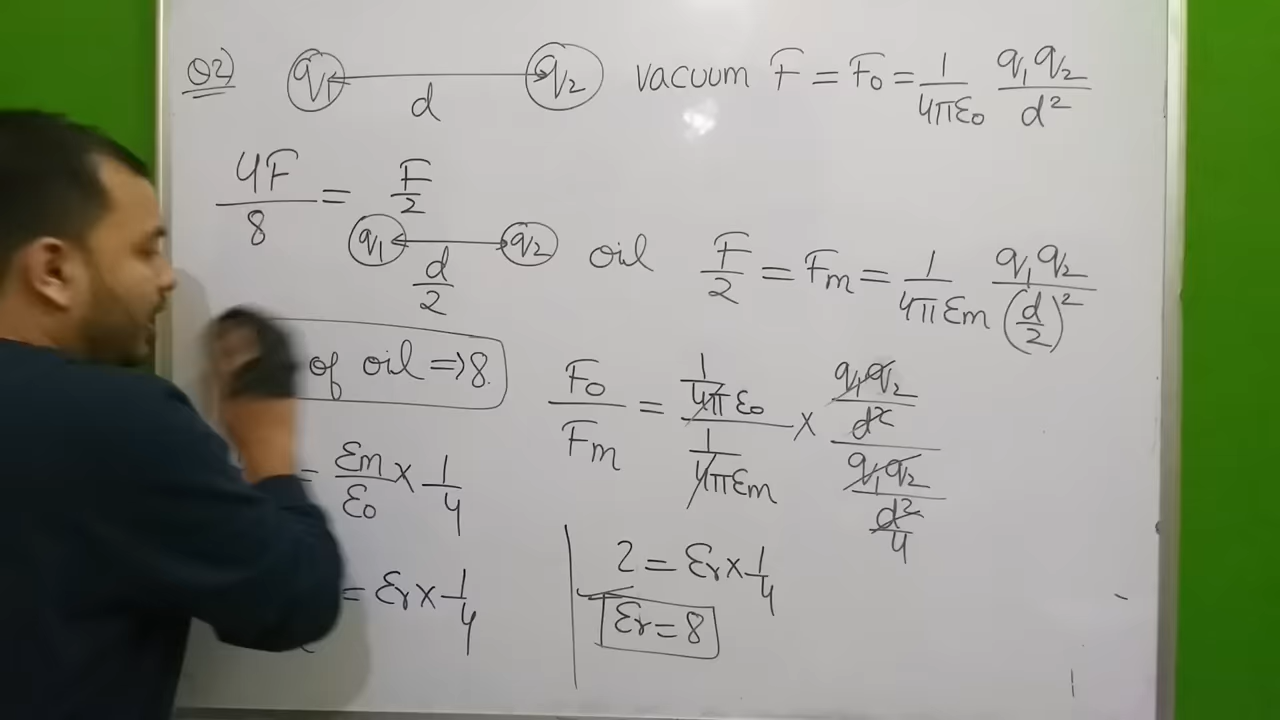 Q2) q₁ d q₂ vacuum F = F₀ = 1/4πε₀ q₁q₂/d²
4F/8 = F/2
q₁ d/2 q₂ oil F/2 = Fm = 1/4πεm q₁q₂/(d/2)²
of oil => 8
F₀/Fm = (1/4πε₀)/(1/4πεm) × (q₁q₂/d²)/(q₁q₂/(d²/4))
= εm/ε₀ × 1/4
= εr × 1/4
2 = εr × 1/4
εr = 8